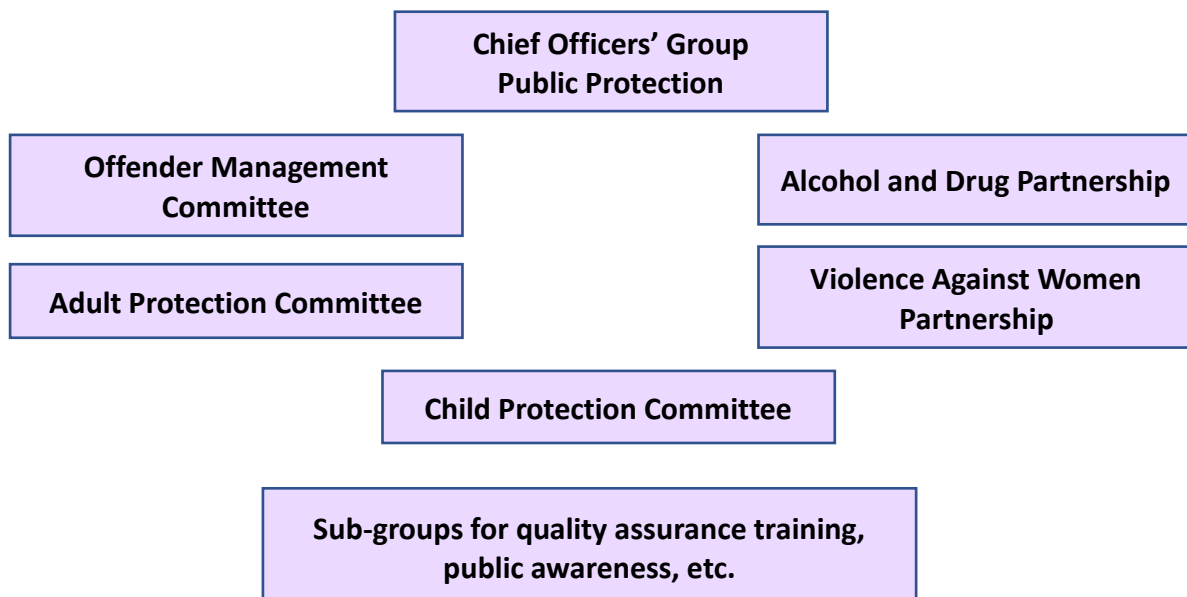 Chief Officers’ Group
Public Protection
Offender Management
Committee
Alcohol and Drug Partnership
Adult Protection Committee
Violence Against Women
Partnership
Child Protection Committee
Sub-groups for quality assurance training,
public awareness, etc.